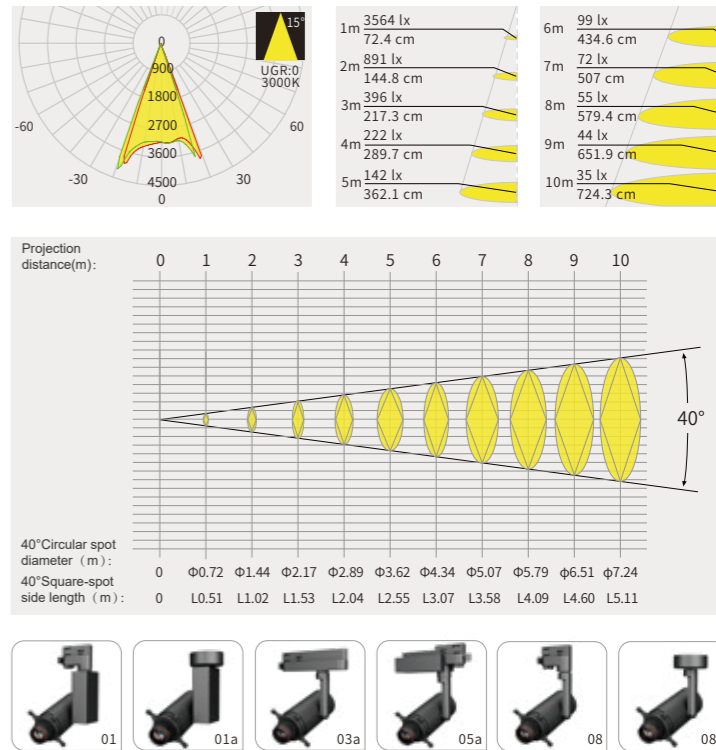 15°
UGR:0
3000K
0
900
1800
2700
3600
4500
0
-60
60
-30
30
1m 3564 lx
72.4 cm
2m 891 lx
144.8 cm
3m 396 lx
217.3 cm
4m 222 lx
289.7 cm
5m 142 lx
362.1 cm
6m 99 lx
434.6 cm
7m 72 lx
507 cm
8m 55 lx
579.4 cm
9m 44 lx
651.9 cm
10m 35 lx
724.3 cm
Projection
distance(m): 0 1 2 3 4 5 6 7 8 9 10
40°
40°Circular spot
diameter（m）: 0 Φ0.72 Φ1.44 Φ2.17 Φ2.89 Φ3.62 Φ4.34 Φ5.07 Φ5.79 Φ6.51 Φ7.24
40°Square-spot
side length（m）: 0 L0.51 L1.02 L1.53 L2.04 L2.55 L3.07 L3.58 L4.09 L4.60 L5.11
01 01a 03a 05a 08 08